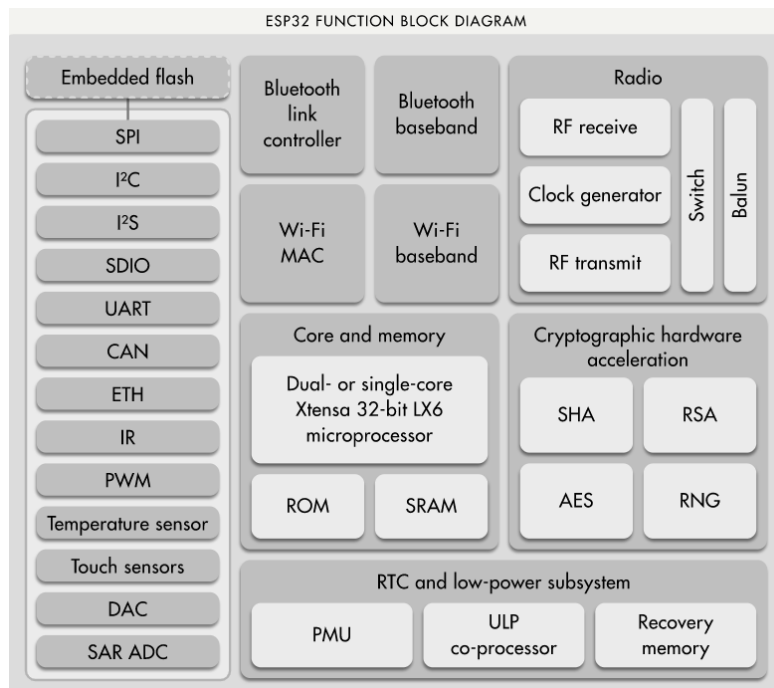 ESP32 FUNCTION BLOCK DIAGRAM
Embedded flash
SPI
I²C
I²S
SDIO
UART
CAN
ETH
IR
PWM
Temperature sensor
Touch sensors
DAC
SAR ADC
Bluetooth
link
controller
Bluetooth
baseband
Wi-Fi
MAC
Wi-Fi
baseband
Radio
RF receive
Clock generator
RF transmit
Switch
Balun
Core and memory
Dual- or single-core
Xtensa 32-bit LX6
microprocessor
ROM
SRAM
Cryptographic hardware
acceleration
SHA
RSA
AES
RNG
RTC and low-power subsystem
PMU
ULP
co-processor
Recovery
memory